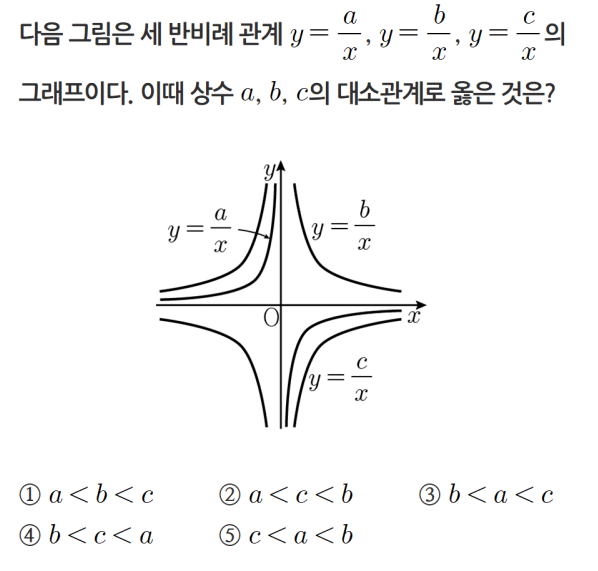 다음 그림은 세 반비례 관계 y = a/x, y = b/x, y = c/x 의
그래프이다. 이때 상수 a, b, c의 대소관계로 옳은 것은?
y
y = a/x
y = b/x
O
x
y = c/x
① a < b < c ② a < c < b ③ b < a < c
④ b < c < a ⑤ c < a < b